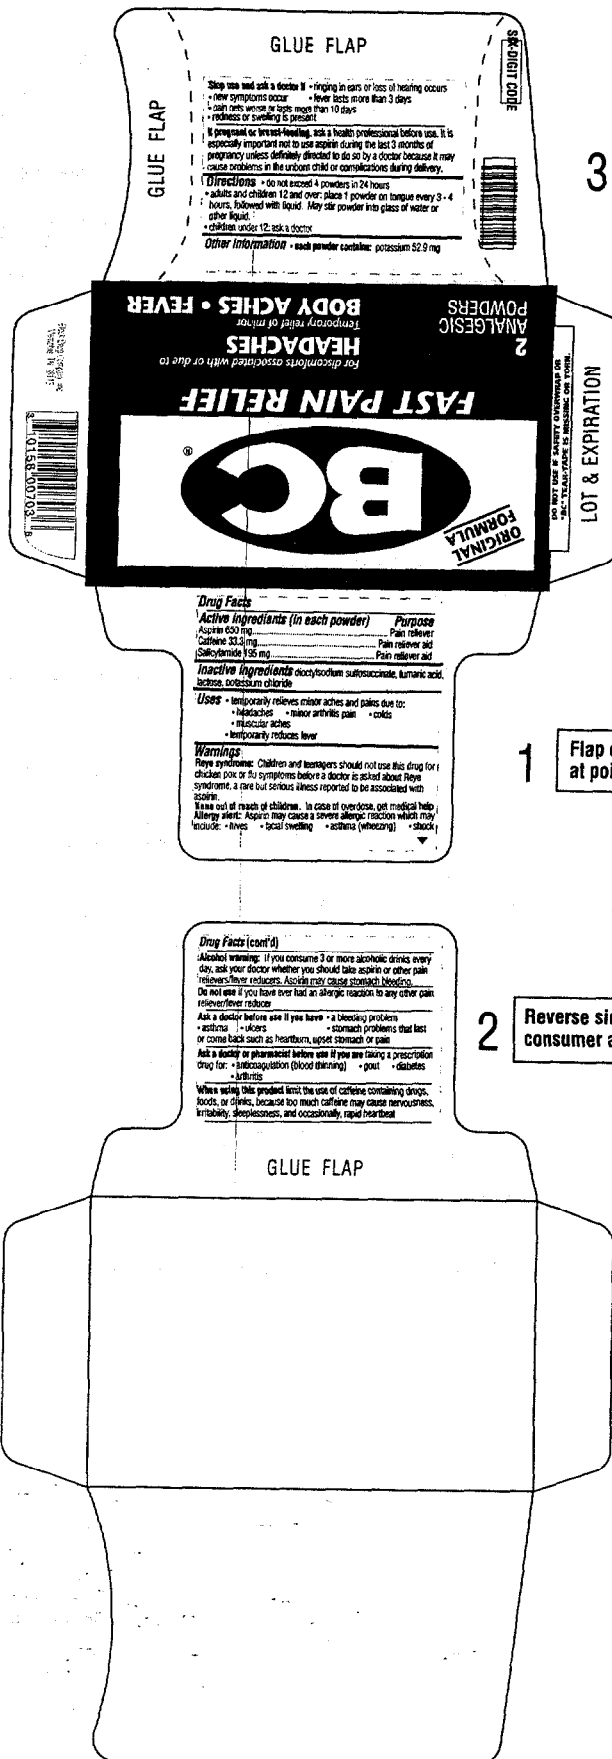 GLUE FLAP
SIX-DIGIT CODE
GLUE FLAP
Stop use and ask a doctor if • ringing in ears or loss of hearing occurs
• new symptoms occur • fever lasts more than 3 days
• pain gets worse or lasts more than 10 days
• redness or swelling is present
If pregnant or breast-feeding, ask a health professional before use. It is
especially important not to use aspirin during the last 3 months of
pregnancy unless definitely directed to do so by a doctor because it may
cause problems in the unborn child or complications during delivery.
Directions • do not exceed 4 powders in 24 hours
• adults and children 12 and over: place 1 powder on tongue every 3 - 4
hours, followed with liquid. May stir powder into glass of water or
other liquid.
• children under 12: ask a doctor
Other Information • each powder contains: potassium 52.9 mg
3
ORIGINAL
FORMULA
BC®
FAST PAIN RELIEF
For discomforts associated with or due to
HEADACHES
Temporary relief of minor
BODY ACHES • FEVER
2
ANALGESIC
POWDERS
3 10158 00703 8
DO NOT USE IF SAFETY OVERWRAP OR
"BC" TEAR-TAPE IS MISSING OR TORN.
LOT & EXPIRATION
Drug Facts
Active ingredients (in each powder) Purpose
Aspirin 650 mg Pain reliever
Caffeine 33.3 mg Pain reliever aid
Salicylamide 195 mg Pain reliever aid
Inactive ingredients dioctylsodium sulfosuccinate, fumaric acid,
lactose, potassium chloride
Uses • temporarily relieves minor aches and pains due to:
• headaches • minor arthritis pain • colds
• muscular aches
• temporarily reduces fever
Warnings
Reye syndrome: Children and teenagers should not use this drug for
chicken pox or flu symptoms before a doctor is asked about Reye
syndrome, a rare but serious illness reported to be associated with
aspirin.
Keep out of reach of children. In case of overdose, get medical help
Allergy alert: Aspirin may cause a severe allergic reaction which may
include: • hives • facial swelling • asthma (wheezing) • shock
1
Flap
at poi
Drug Facts (cont'd)
Alcohol warning: If you consume 3 or more alcoholic drinks every
day, ask your doctor whether you should take aspirin or other pain
relievers/fever reducers. Aspirin may cause stomach bleeding.
Do not use if you have ever had an allergic reaction to any other pain
reliever/fever reducer
Ask a doctor before use if you have • a bleeding problem
• asthma • ulcers • stomach problems that last
or come back such as heartburn, upset stomach or pain
Ask a doctor or pharmacist before use if you are taking a prescription
drug for: • anticoagulation (blood thinning) • gout • diabetes
• arthritis
When using this product limit the use of caffeine containing drugs,
foods, or drinks, because too much caffeine may cause nervousness,
irritability, sleeplessness, and occasionally, rapid heartbeat
2
Reverse si
consumer a
GLUE FLAP